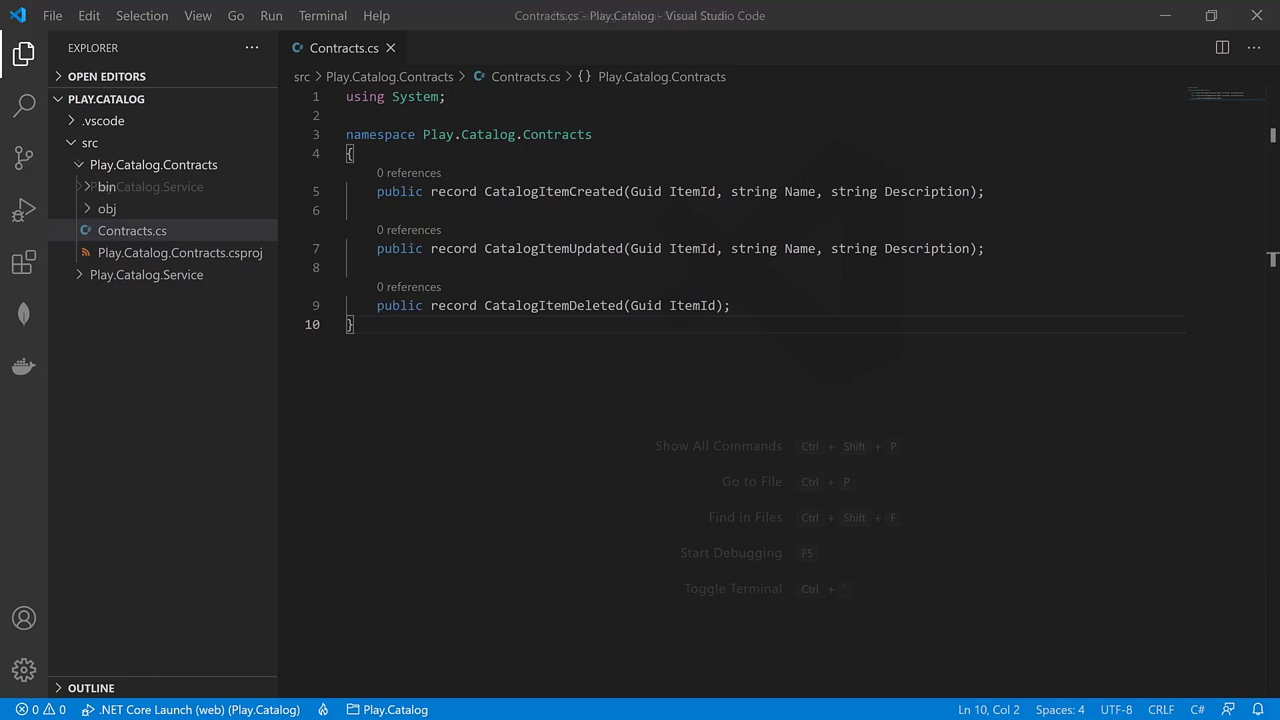 File Edit Selection View Go Run Terminal Help
Contracts.cs - Play.Catalog - Visual Studio Code
EXPLORER
OPEN EDITORS
PLAY.CATALOG
.vscode
src
Play.Catalog.Contracts
bin
Play.Catalog.Service
obj
Contracts.cs
Play.Catalog.Contracts.csproj
Play.Catalog.Service
OUTLINE
Contracts.cs
src > Play.Catalog.Contracts > Contracts.cs > {} Play.Catalog.Contracts
1 using System;
2
3 namespace Play.Catalog.Contracts
4 {
0 references
5 public record CatalogItemCreated(Guid ItemId, string Name, string Description);
6
0 references
7 public record CatalogItemUpdated(Guid ItemId, string Name, string Description);
8
0 references
9 public record CatalogItemDeleted(Guid ItemId);
10 }
Show All Commands Ctrl + Shift + P
Go to File Ctrl + P
Find in Files Ctrl + Shift + F
Start Debugging F5
Toggle Terminal Ctrl + `
0 0 .NET Core Launch (web) (Play.Catalog) Play.Catalog Ln 10, Col 2 Spaces: 4 UTF-8 CRLF C#